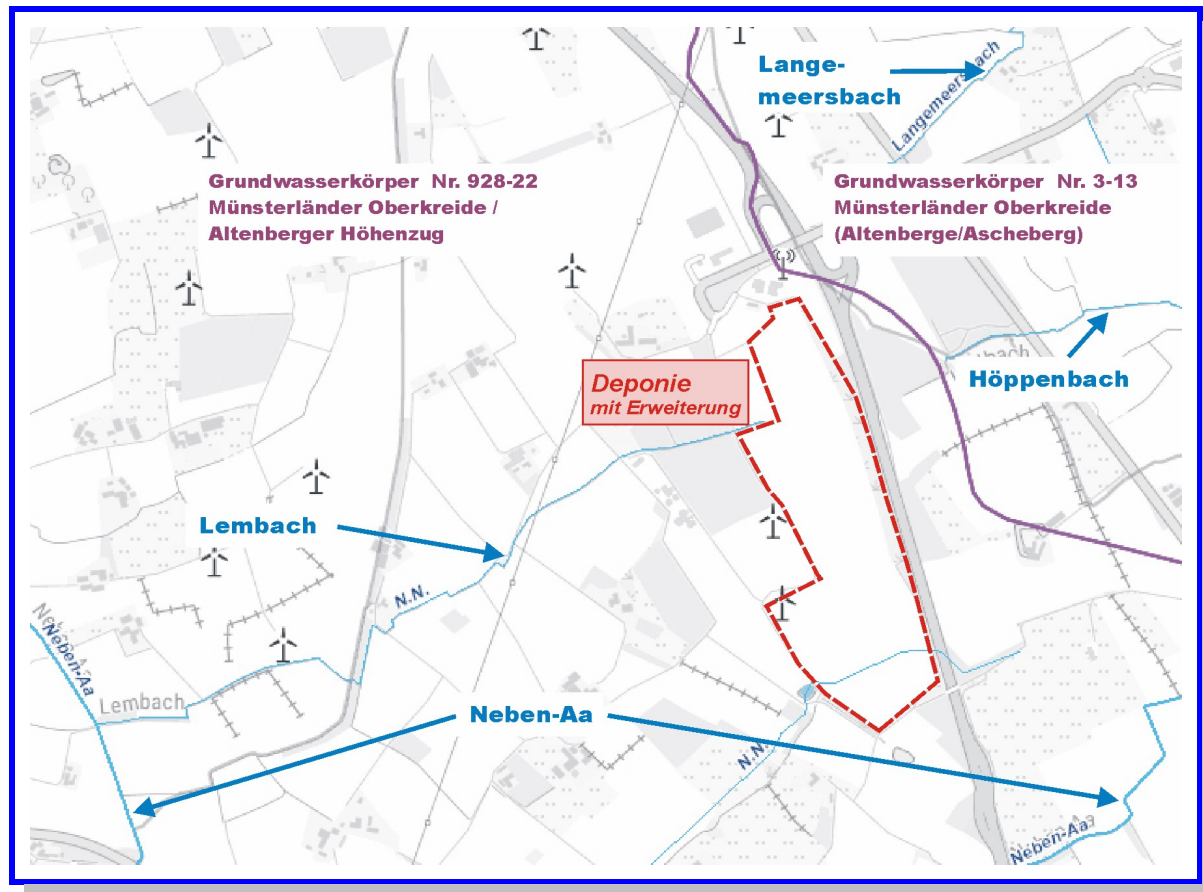 Lange-
meersbach
Langemeersbach
Grundwasserkörper Nr. 928-22
Münsterländer Oberkreide /
Altenberger Höhenzug
Grundwasserkörper Nr. 3-13
Münsterländer Oberkreide
(Altenberge/Ascheberg)
Höppenbach
Deponie
mit Erweiterung
Lembach
N.N.
Neben-Aa
Lembach
Neben-Aa
N.N.
Neben-Aa